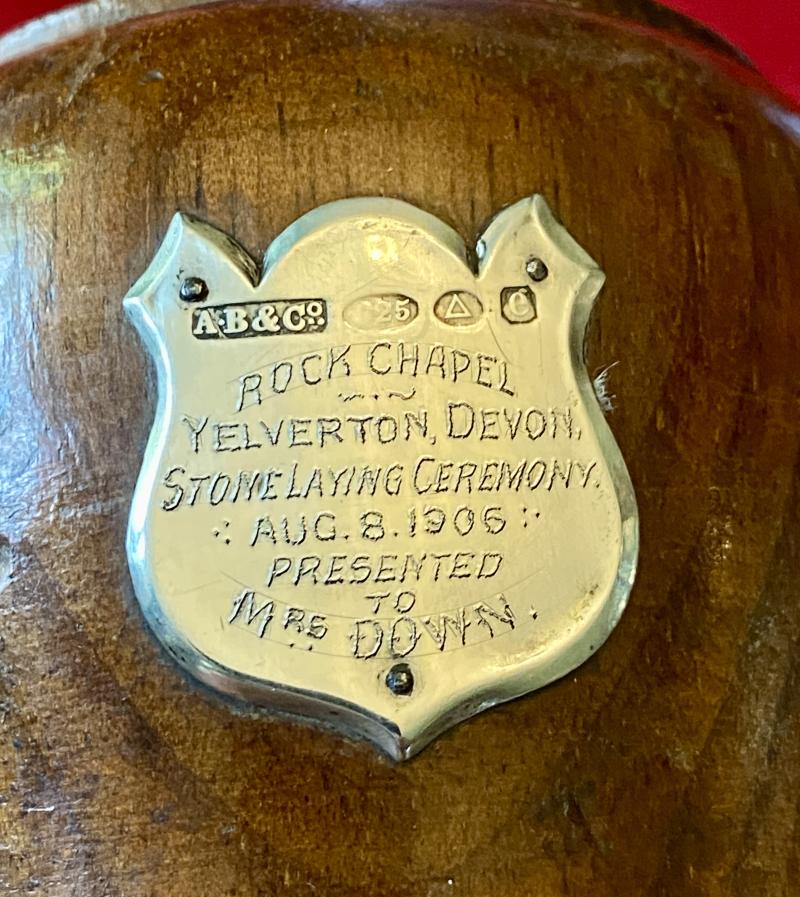 A.B&Cº. 925 △ C
ROCK CHAPEL
YELVERTON, DEVON.
STONE LAYING CEREMONY.
AUG. 8. 1906
PRESENTED
TO
MRS DOWN.